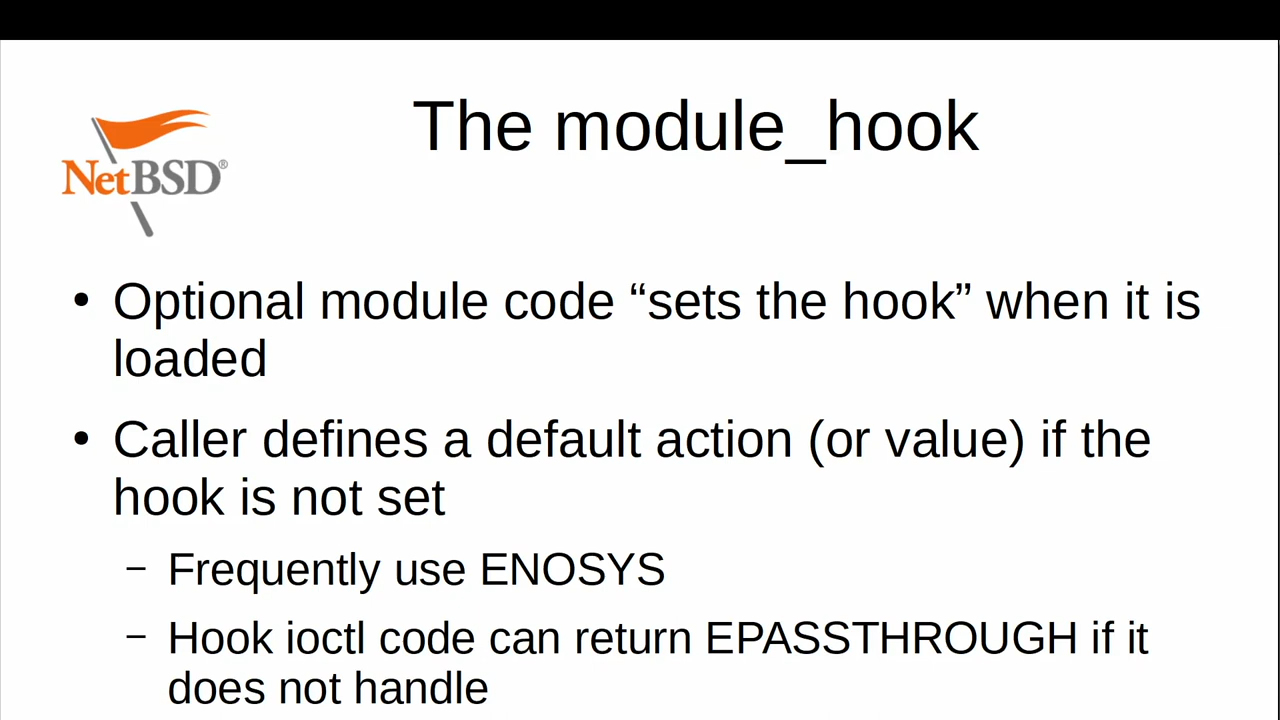 The module_hook
NetBSD®
• Optional module code “sets the hook” when it is
loaded
• Caller defines a default action (or value) if the
hook is not set
– Frequently use ENOSYS
– Hook ioctl code can return EPASSTHROUGH if it
does not handle